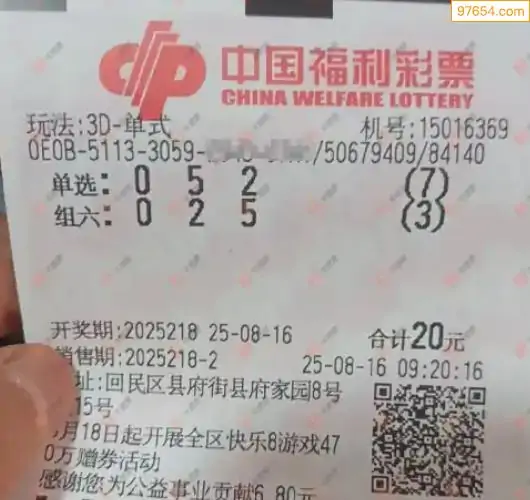 97654.com
中国福利彩票
CHINA WELFARE LOTTERY
玩法:3D-单式 机号:15016369
0E0B-5113-3059- /50679409/84140
单选: 0 5 2 (7)
组六: 0 2 5 (3)
开奖期:2025218 25-08-16 合计20元
销售期:2025218-2 25-08-16 09:20:16
址:回民区县府街县府家园8号
15号
月18日起开展全区快乐8游戏47
0万赠券活动
感谢您为公益事业贡献6.80元